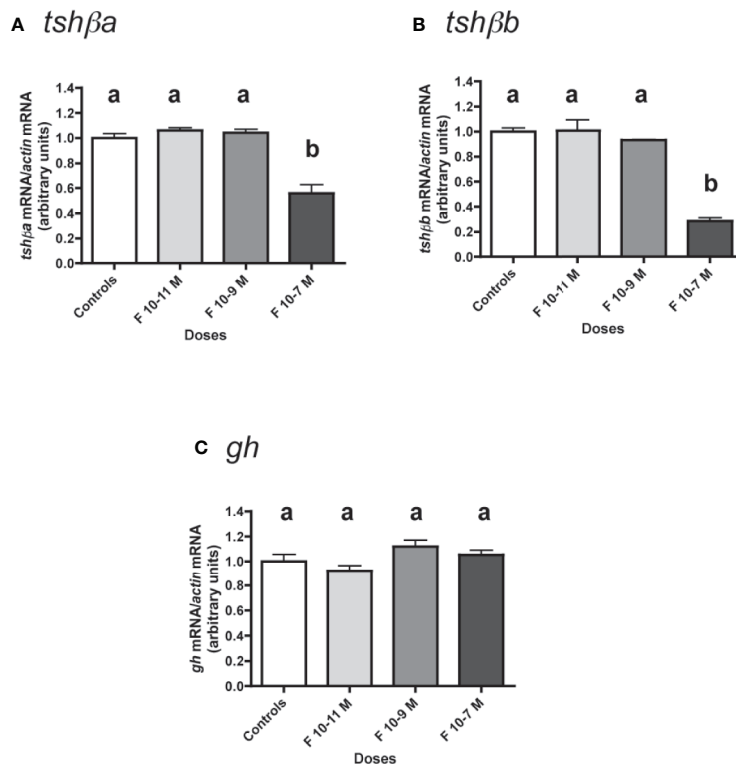 A tshβa
tshβa mRNA/actin mRNA
(arbitrary units)
1.4
1.2
1.0
0.8
0.6
0.4
0.2
0.0
a a a b
Controls
F 10-11 M
F 10-9 M
F 10-7 M
Doses
B tshβb
tshβb mRNA/actin mRNA
(arbitrary units)
1.4
1.2
1.0
0.8
0.6
0.4
0.2
0.0
a a a b
Controls
F 10-11 M
F 10-9 M
F 10-7 M
Doses
C gh
gh mRNA/actin mRNA
(arbitrary units)
1.4
1.2
1.0
0.8
0.6
0.4
0.2
0.0
a a a a
Controls
F 10-11 M
F 10-9 M
F 10-7 M
Doses